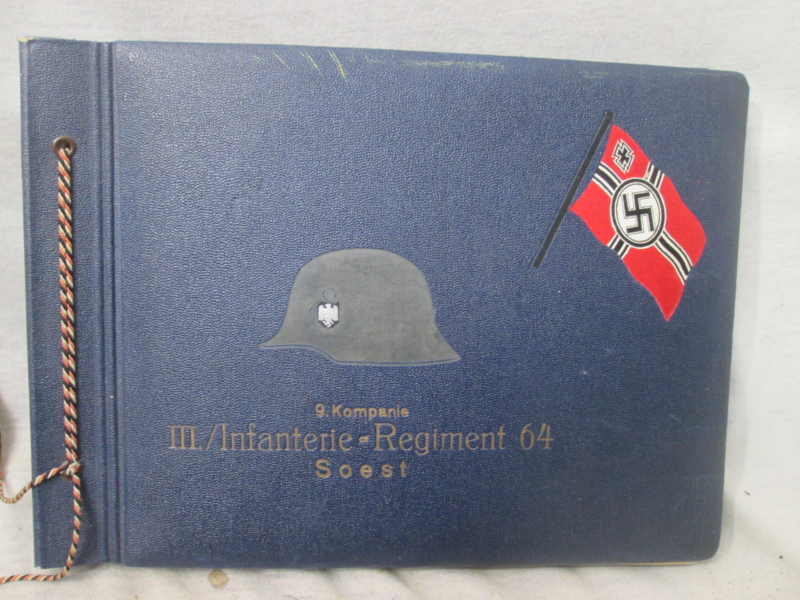 9. Kompanie
III./Infanterie=Regiment 64
Soest